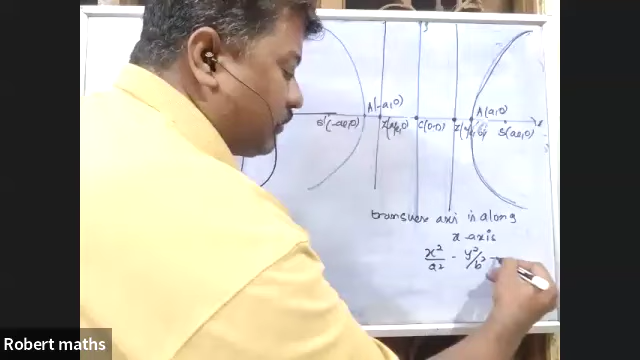 y
A(-a,0)
A(a,0)
S'(-ae,0)
Z(a/e,0)
C(0,0)
S(ae,0)
transverse axis is along
x-axis
x²/a² - y²/b²
Robert maths